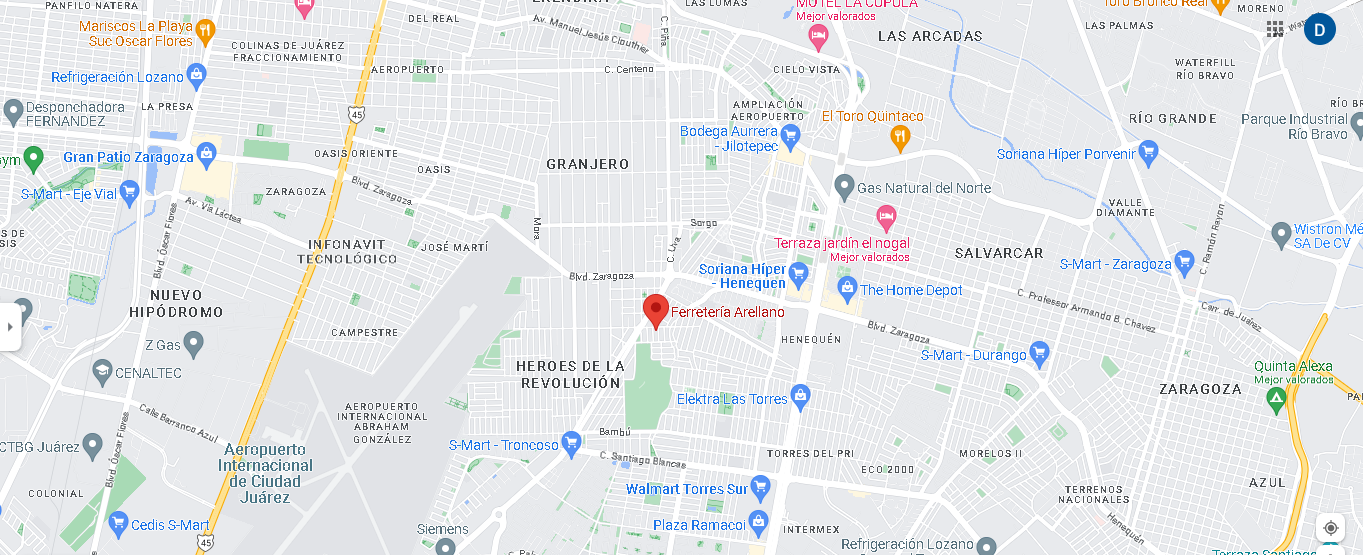 PANFILO NATERA
DEL REAL
LAS LOMAS
MOTEL LA CÚPULA
Mejor valorados
Toro Bronco Real
MORENO
Mariscos La Playa
Suc Oscar Flores
Av. Manuel Jesús Clouthier
C. Piña
LAS PALMAS
D
COLINAS DE JUÁREZ
FRACCIONAMIENTO
LAS ARCADAS
Refrigeración Lozano
AEROPUERTO
C. Centeno
CIELO VISTA
WATERFILL
RÍO BRAVO
Desponchadora
FERNANDEZ
LA PRESA
45
AMPLIACIÓN
AEROPUERTO
El Toro Quintaco
RÍO GRANDE
Parque Industrial
Río Bravo
Bodega Aurrera
- Jilotepec
Gran Patio Zaragoza
OASIS ORIENTE
OASIS
GRANJERO
Soriana Híper Porvenir
S-Mart - Eje Vial
ZARAGOZA
Blvd. Zaragoza
Gas Natural del Norte
VALLE
DIAMANTE
Av. Vía Láctea
Blvd. Óscar Flores
Mora
Sorgo
C. Uva
C. Ramón Rayon
INFONAVIT
TECNOLÓGICO
JOSÉ MARTÍ
Terraza jardín el nogal
Mejor valorados
SALVARCAR
Wistron Mé
SA De CV
Blvd. Zaragoza
Soriana Híper
- Henequen
S-Mart - Zaragoza
NUEVO
HIPÓDROMO
The Home Depot
C. Profesor Armando B. Chavez
Carr. de Juárez
Ferretería Arellano
CAMPESTRE
Z Gas
HENEQUÉN
Blvd. Zaragoza
S-Mart - Durango
CENALTEC
HEROES DE LA
REVOLUCIÓN
Quinta Alexa
Mejor valorados
ZARAGOZA
Elektra Las Torres
Calle Barranco Azul
AEROPUERTO
INTERNACIONAL
ABRAHAM
GONZÁLEZ
Blvd. Óscar Flores
Bambú
CTBG Juárez
Aeropuerto
Internacional
de Ciudad
Juárez
S-Mart - Troncoso
C. Santiago Blancas
TORRES DEL PRI
MORELOS II
ECO 2000
COLONIAL
Walmart Torres Sur
TERRENOS
NACIONALES
AZUL
Cedis S-Mart
Siemens
Plaza Ramacoi
INTERMEX
Henequén
45
Refrigeración Lozano
Terraza Santiago